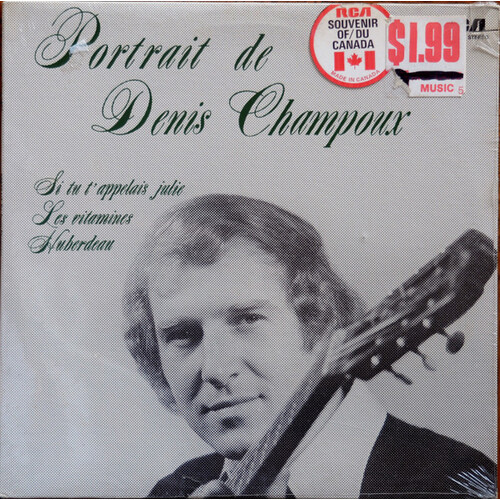 Portrait de
Denis Champoux
Si tu t'appelais julie
Les vitamines
Huberdeau
RCA
SOUVENIR
OF/DU
CANADA
MADE IN CANADA
$1.99
MUSIC
STEREO